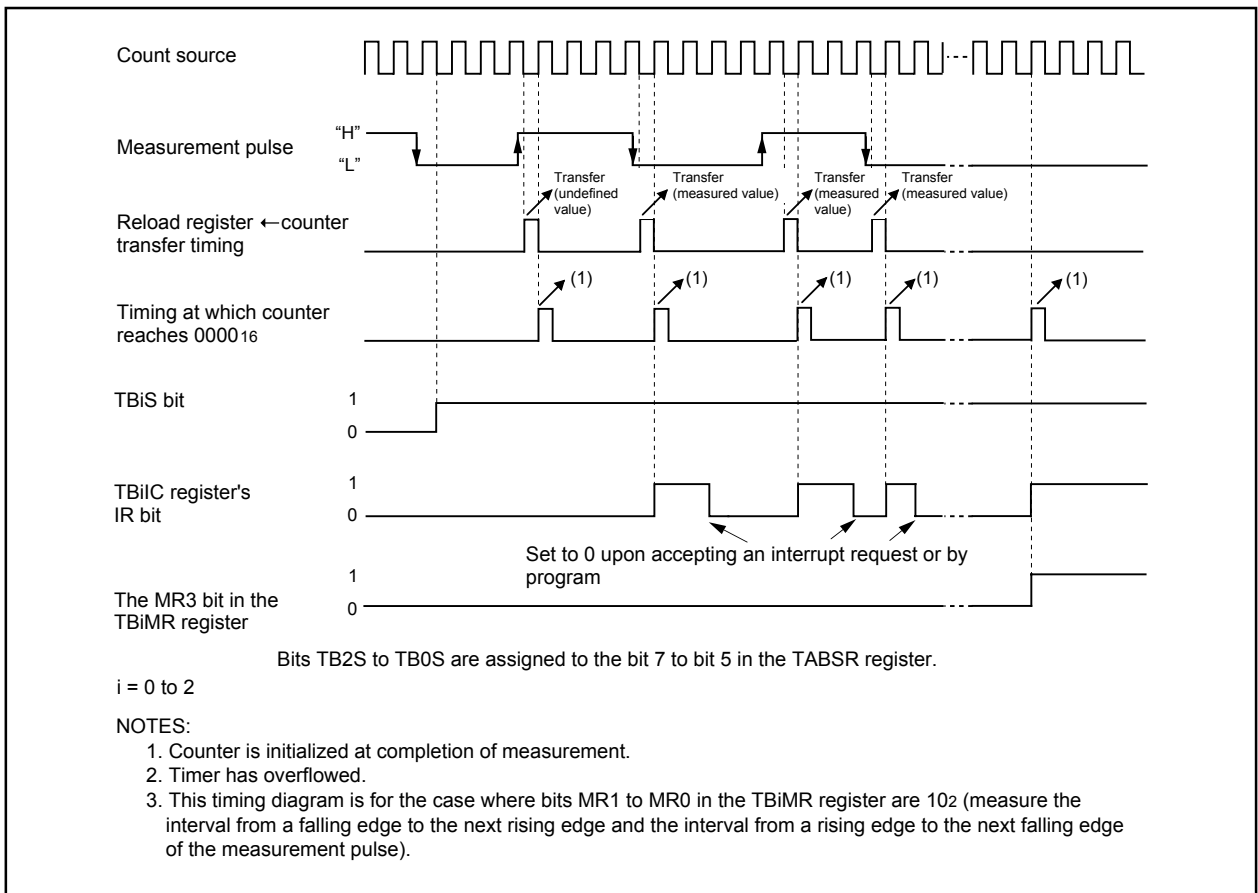 Count source
Measurement pulse
“H”
“L”
Transfer
(undefined
value)
Transfer
(measured value)
Transfer
(measured
value)
Transfer
(measured value)
Reload register ←counter
transfer timing
(1)
(1)
(1)
(1)
(1)
Timing at which counter
reaches 000016
TBiS bit
1
0
TBiIC register's
IR bit
1
0
Set to 0 upon accepting an interrupt request or by
program
The MR3 bit in the
TBiMR register
1
0
Bits TB2S to TB0S are assigned to the bit 7 to bit 5 in the TABSR register.
i = 0 to 2
NOTES:
1. Counter is initialized at completion of measurement.
2. Timer has overflowed.
3. This timing diagram is for the case where bits MR1 to MR0 in the TBiMR register are 102 (measure the
interval from a falling edge to the next rising edge and the interval from a rising edge to the next falling edge
of the measurement pulse).